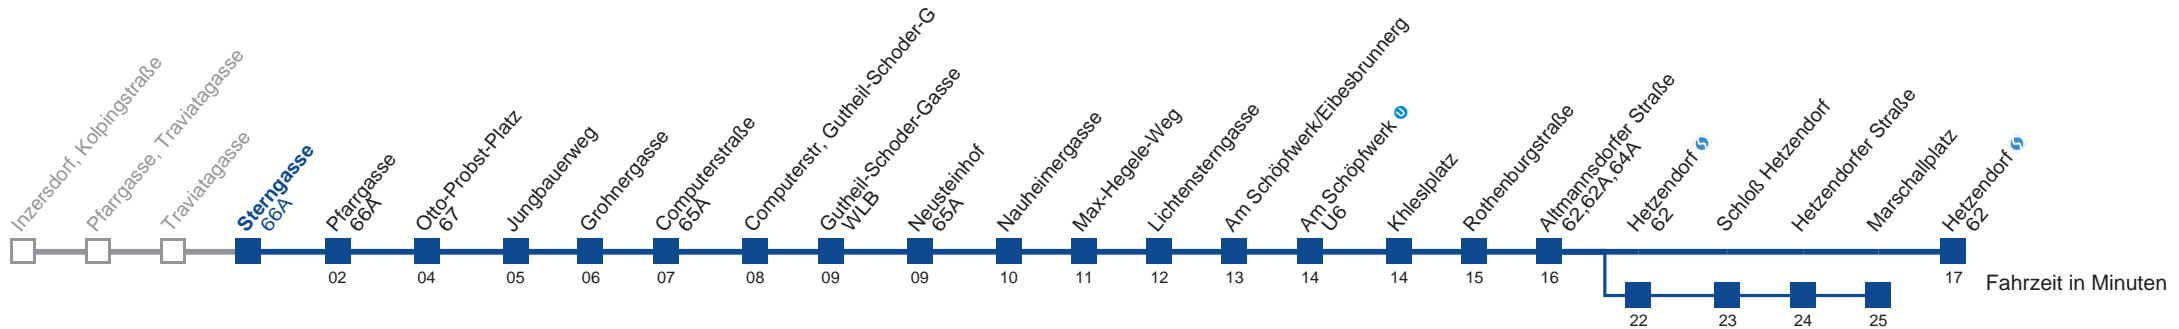 Inzersdorf, Kolpingstraße
Pfarrgasse, Traviatagasse
Traviatagasse
Sterngasse
66A
Pfarrgasse
66A
02
Otto-Probst-Platz
67
04
Jungbauerweg
05
Grohnergasse
06
Computerstraße
65A
07
Computerstr, Gutheil-Schoder-G
08
Gutheil-Schoder-Gasse
WLB
09
Neusteinhof
65A
09
Nauheimergasse
10
Max-Hegele-Weg
11
Lichtensterngasse
12
Am Schöpfwerk/Eibesbrunnerg
13
Am Schöpfwerk U
U6
14
Khleslplatz
14
Rothenburgstraße
15
Altmannsdorfer Straße
62,62A,64A
16
Hetzendorf S
62
22
Schloß Hetzendorf
23
Hetzendorfer Straße
24
Marschallplatz
25
Hetzendorf S
62
17
Fahrzeit in Minuten